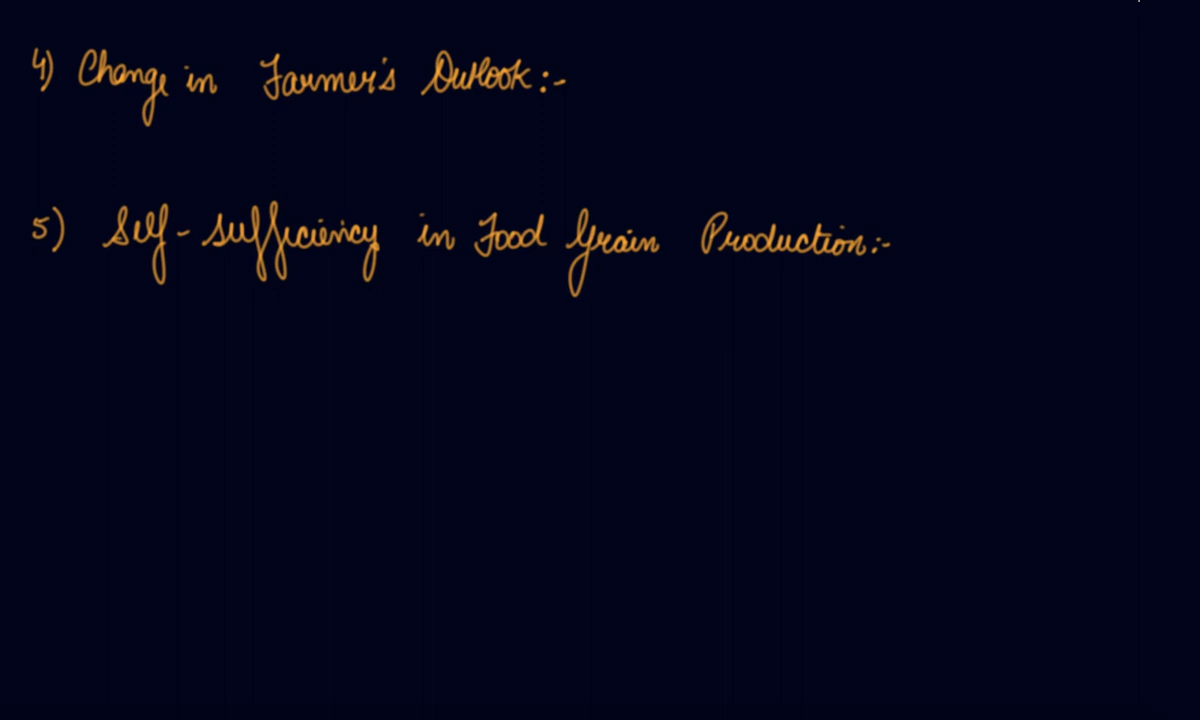 4) Change in Farmer's Outlook:-
5) Self-sufficiency in Food Grain Production:-